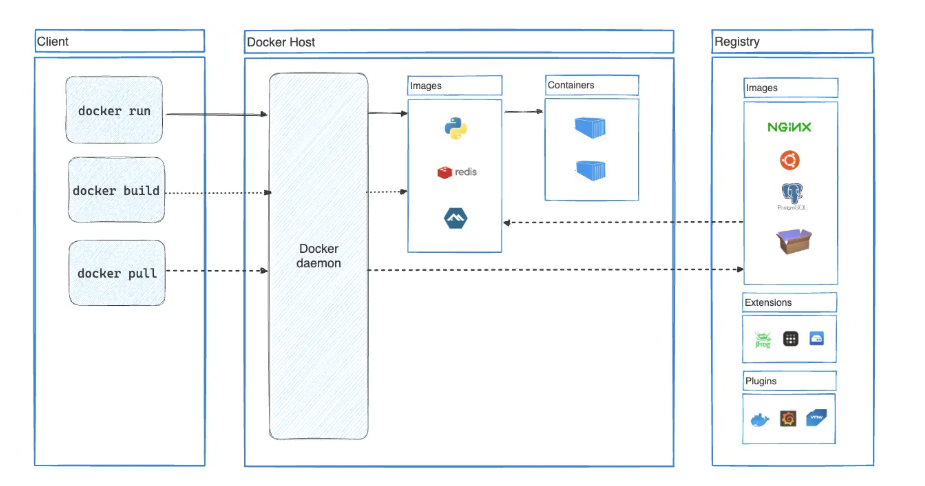 Client
Docker Host
Registry
docker run
docker build
docker pull
Docker
daemon
Images
Containers
redis
Images
NGINX
PostgreSQL
Extensions
JFrog
Plugins